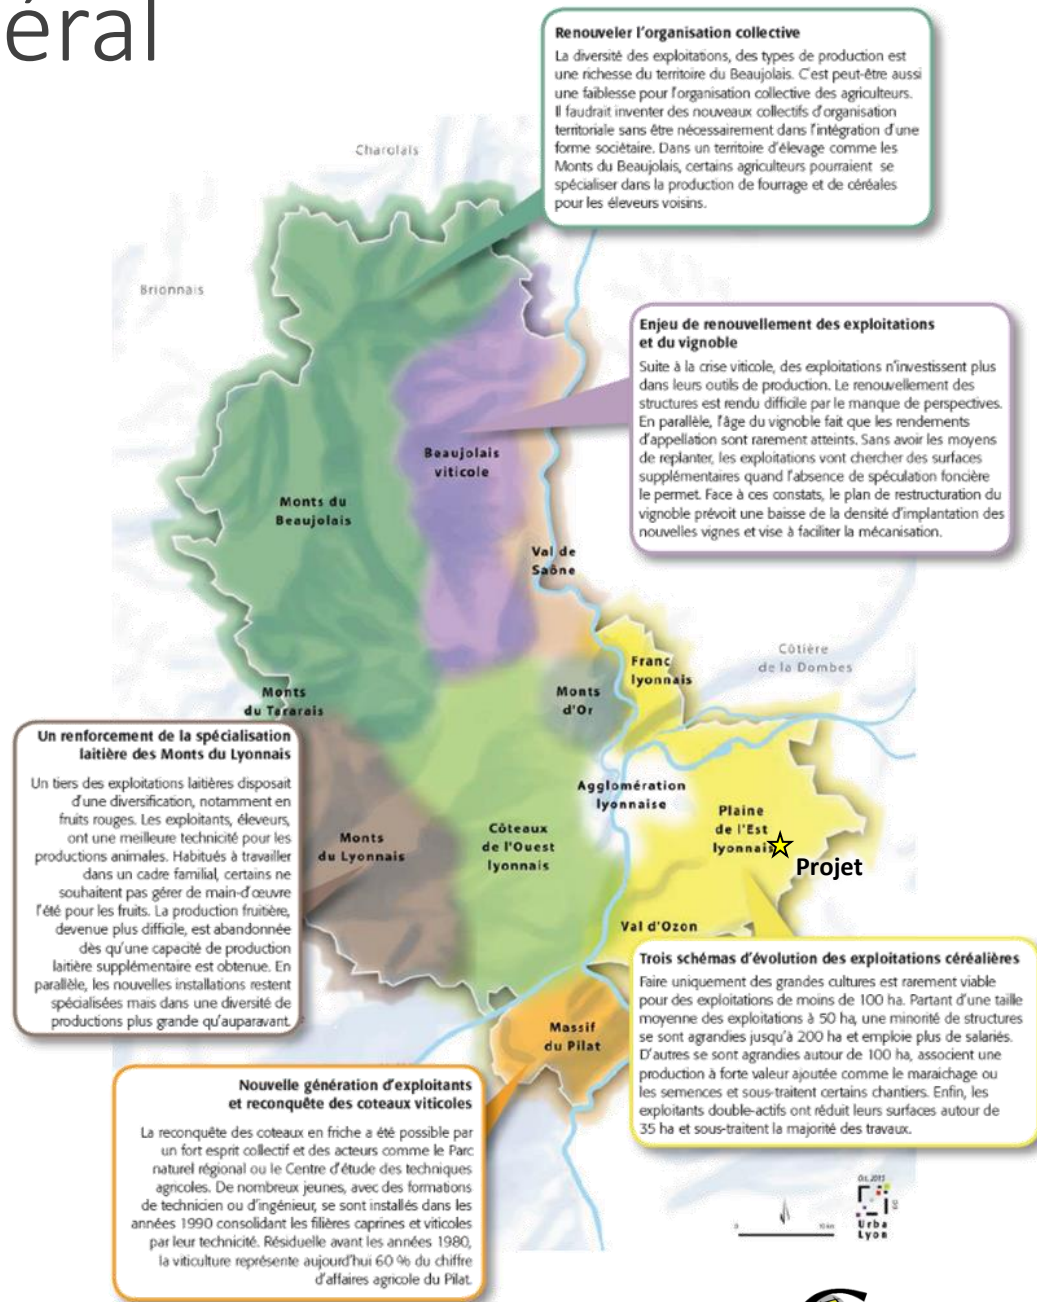 éral
Renouveler l'organisation collective
La diversité des exploitations, des types de production est
une richesse du territoire du Beaujolais. C'est peut-être aussi
une faiblesse pour l'organisation collective des agriculteurs.
Il faudrait inventer des nouveaux collectifs d'organisation
territoriale sans être nécessairement dans l'intégration d'une
forme sociétaire. Dans un territoire d'élevage comme les
Monts du Beaujolais, certains agriculteurs pourraient se
spécialiser dans la production de fourrage et de céréales
pour les éleveurs voisins.
Charolais
Brionnais
Enjeu de renouvellement des exploitations
et du vignoble
Suite à la crise viticole, des exploitations n'investissent plus
dans leurs outils de production. Le renouvellement des
structures est rendu difficile par le manque de perspectives.
En parallèle, l'âge du vignoble fait que les rendements
d'appellation sont rarement atteints. Sans avoir les moyens
de replanter, les exploitations vont chercher des surfaces
supplémentaires quand l'absence de spéculation foncière
le permet. Face à ces constats, le plan de restructuration du
vignoble prévoit une baisse de la densité d'implantation des
nouvelles vignes et vise à faciliter la mécanisation.
Beaujolais
viticole
Monts du
Beaujolais
Val de
Saône
Côtière
de la Dombes
Franc
lyonnais
Monts
d'Or
Monts
du Tararais
Agglomération
lyonnaise
Plaine
de l'Est
lyonnais
Projet
Côteaux
de l'Ouest
lyonnais
Monts
du Lyonnais
Val d'Ozon
Un renforcement de la spécialisation
laitière des Monts du Lyonnais
Un tiers des exploitations laitières disposait
d'une diversification, notamment en
fruits rouges. Les exploitants, éleveurs,
ont une meilleure technicité pour les
productions animales. Habitués à travailler
dans un cadre familial, certains ne
souhaitent pas gérer de main-d'œuvre
l'été pour les fruits. La production fruitière,
devenue plus difficile, est abandonnée
dès qu'une capacité de production
laitière supplémentaire est obtenue. En
parallèle, les nouvelles installations restent
spécialisées mais dans une diversité de
productions plus grande qu'auparavant.
Trois schémas d'évolution des exploitations céréalières
Faire uniquement des grandes cultures est rarement viable
pour des exploitations de moins de 100 ha. Partant d'une taille
moyenne des exploitations à 50 ha, une minorité de structures
se sont agrandies jusqu'à 200 ha et emploie plus de salariés.
D'autres se sont agrandies autour de 100 ha, associent une
production à forte valeur ajoutée comme le maraichage ou
les semences et sous-traitent certains chantiers. Enfin, les
exploitants double-actifs ont réduit leurs surfaces autour de
35 ha et sous-traitent la majorité des travaux.
Massif
du Pilat
Nouvelle génération d'exploitants
et reconquête des coteaux viticoles
La reconquête des coteaux en friche a été possible par
un fort esprit collectif et des acteurs comme le Parc
naturel régional ou le Centre d'étude des techniques
agricoles. De nombreux jeunes, avec des formations
de technicien ou d'ingénieur, se sont installés dans les
années 1990 consolidant les filières caprines et viticoles
par leur technicité. Résiduelle avant les années 1980,
la viticulture représente aujourd'hui 60 % du chiffre
d'affaires agricole du Pilat.
0 10 km
Oct. 2015
Urba
Lyon